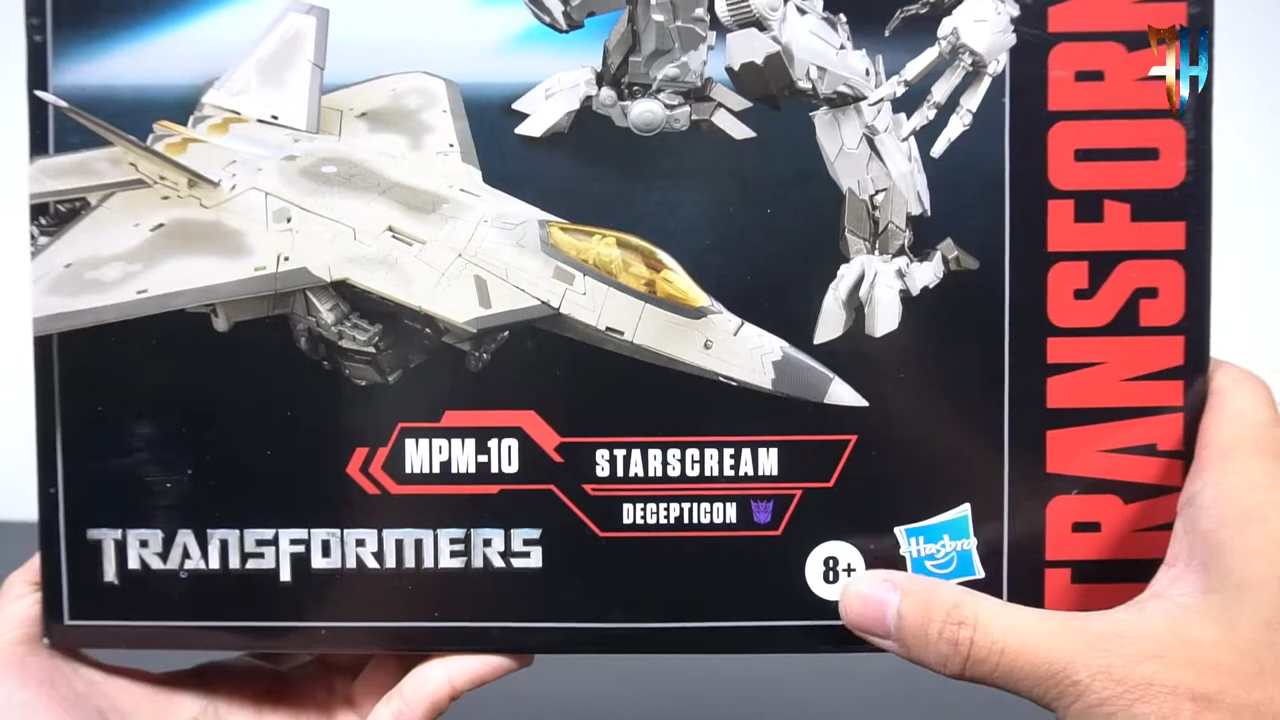 MPM-10
STARSCREAM
DECEPTICON
TRANSFORMERS
8+
Hasbro
TRANSFORM